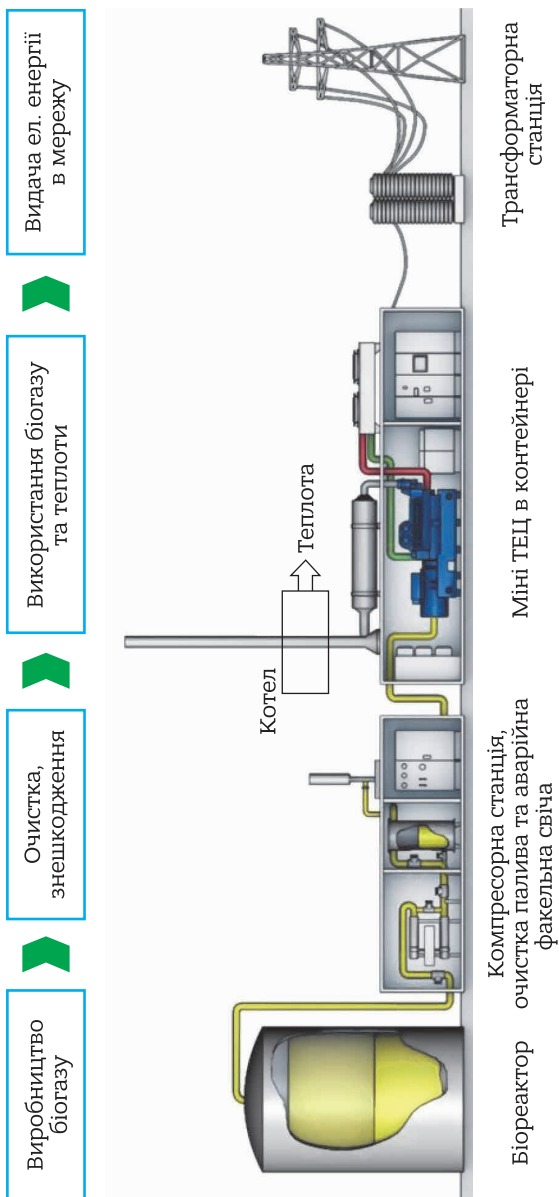 Виробництво
біогазу
Очистка,
знешкодження
Використання біогазу
та теплоти
Видача ел. енергії
в мережу
Котел
Теплота
Біореактор
Компресорна станція,
очистка палива та аварійна
факельна свіча
Міні ТЕЦ в контейнері
Трансформаторна
станція